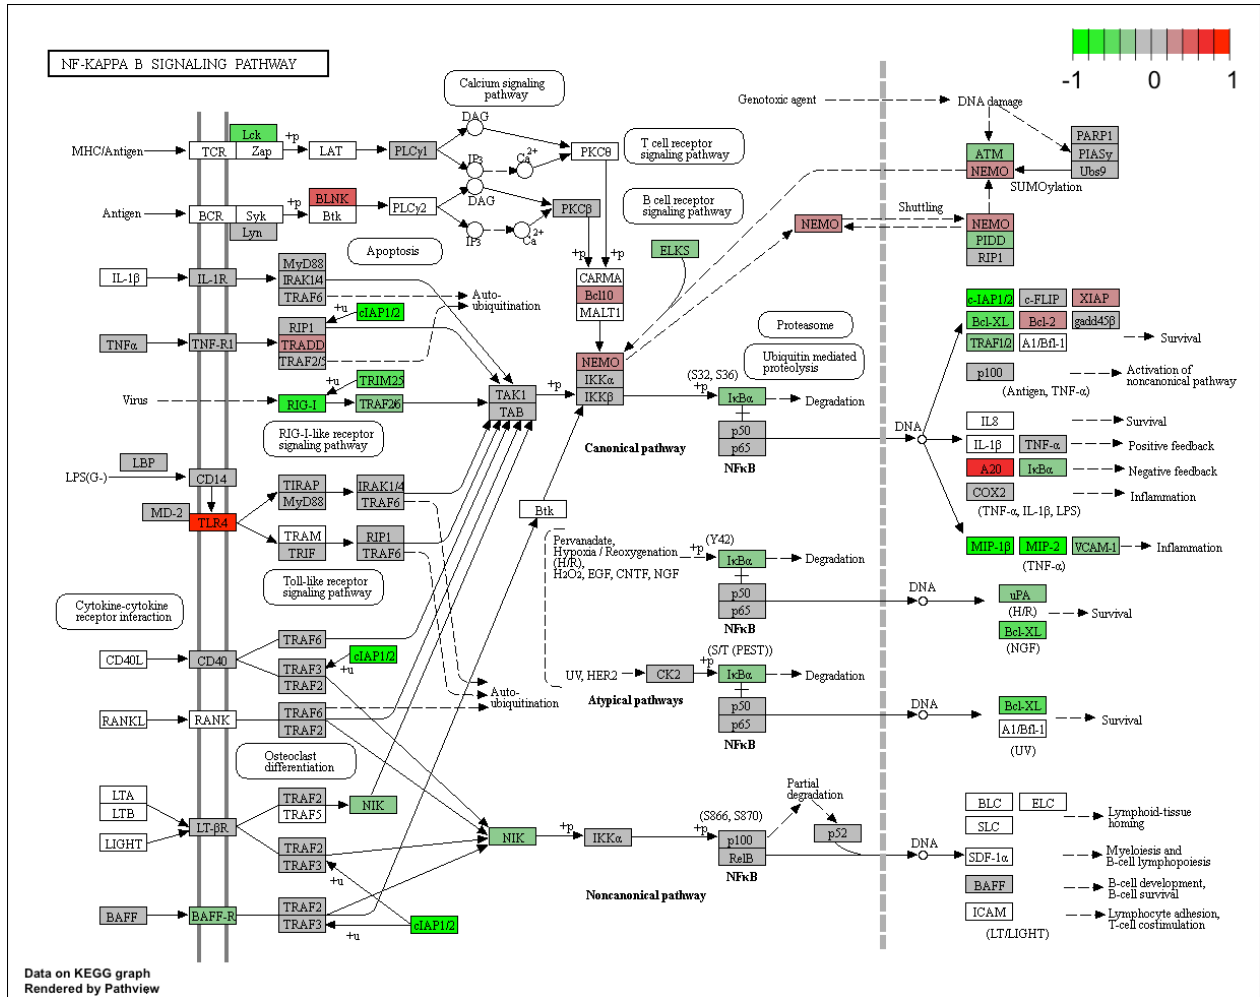 NF-KAPPA B SIGNALING PATHWAY
-1 0 1
Calcium signaling
pathway
Genotoxic agent
DNA damage
MHC/Antigen
TCR
Lck
Zap
+p
LAT
PLCγ1
DAG
IP3
Ca2+
PKCθ
T cell receptor
signaling pathway
PARP1
PIASy
Ubs9
ATM
NEMO
SUMOylation
Antigen
BCR
Syk
Lyn
+p
BLNK
Btk
PLCγ2
DAG
IP3
Ca2+
PKCβ
B cell receptor
signaling pathway
NEMO
Shuttling
NEMO
PIDD
RIP1
Apoptosis
ELKS
+p
+p
CARMA
Bcl10
MALT1
IL-1β
IL-1R
MyD88
IRAK1/4
TRAF6
Auto-
ubiquitination
+u
cIAP1/2
TNFα
TNF-R1
RIP1
TRADD
TRAF2/5
Proteasome
Ubiquitin mediated
proteolysis
c-IAP1/2
c-FLIP
XIAP
Bcl-XL
Bcl-2
gadd45β
TRAF1/2
A1/Bfl-1
Survival
p100
Activation of
noncanonical pathway
(Antigen, TNF-α)
Virus
+u
TRIM25
RIG-I
TRAF2/6
RIG-I-like receptor
signaling pathway
TAK1
TAB
+p
NEMO
IKKα
IKKβ
(S32, S36)
+p
IκBα
Degradation
p50
p65
NFκB
Canonical pathway
DNA
IL8
Survival
IL-1β
TNF-α
Positive feedback
A20
IκBα
Negative feedback
COX2
Inflammation
(TNF-α, IL-1β, LPS)
LBP
LPS(G-)
CD14
MD-2
TLR4
TIRAP
MyD88
IRAK1/4
TRAF6
TRAM
TRIF
RIP1
TRAF6
Toll-like receptor
signaling pathway
Btk
Pervanadate,
Hypoxia / Reoxygenation
(H/R),
H2O2, EGF, CNTF, NGF
(Y42)
+p
IκBα
Degradation
p50
p65
NFκB
MIP-1β
MIP-2
VCAM-1
Inflammation
(TNF-α)
DNA
uPA
(H/R)
Bcl-XL
(NGF)
Survival
Cytokine-cytokine
receptor interaction
CD40L
CD40
TRAF6
TRAF3
TRAF2
+u
cIAP1/2
Auto-
ubiquitination
UV, HER2
CK2
(S/T (PEST))
+p
IκBα
Degradation
p50
p65
NFκB
Atypical pathways
DNA
Bcl-XL
A1/Bfl-1
(UV)
Survival
RANKL
RANK
TRAF6
TRAF2
Osteoclast
differentiation
LTA
LTB
LIGHT
LT-βR
TRAF2
TRAF5
NIK
TRAF2
TRAF3
+u
NIK
+p
IKKα
(S866, S870)
+p
p100
RelB
NFκB
Partial
degradation
p52
DNA
Noncanonical pathway
BLC
ELC
SLC
Lymphoid-tissue
homing
SDF-1α
Myeloiesis and
B-cell lymphopoiesis
BAFF
B-cell development,
B-cell survival
ICAM
Lymphocyte adhesion,
T-cell costimulation
(LT/LIGHT)
BAFF
BAFF-R
TRAF2
TRAF3
+u
cIAP1/2
Data on KEGG graph
Rendered by Pathview